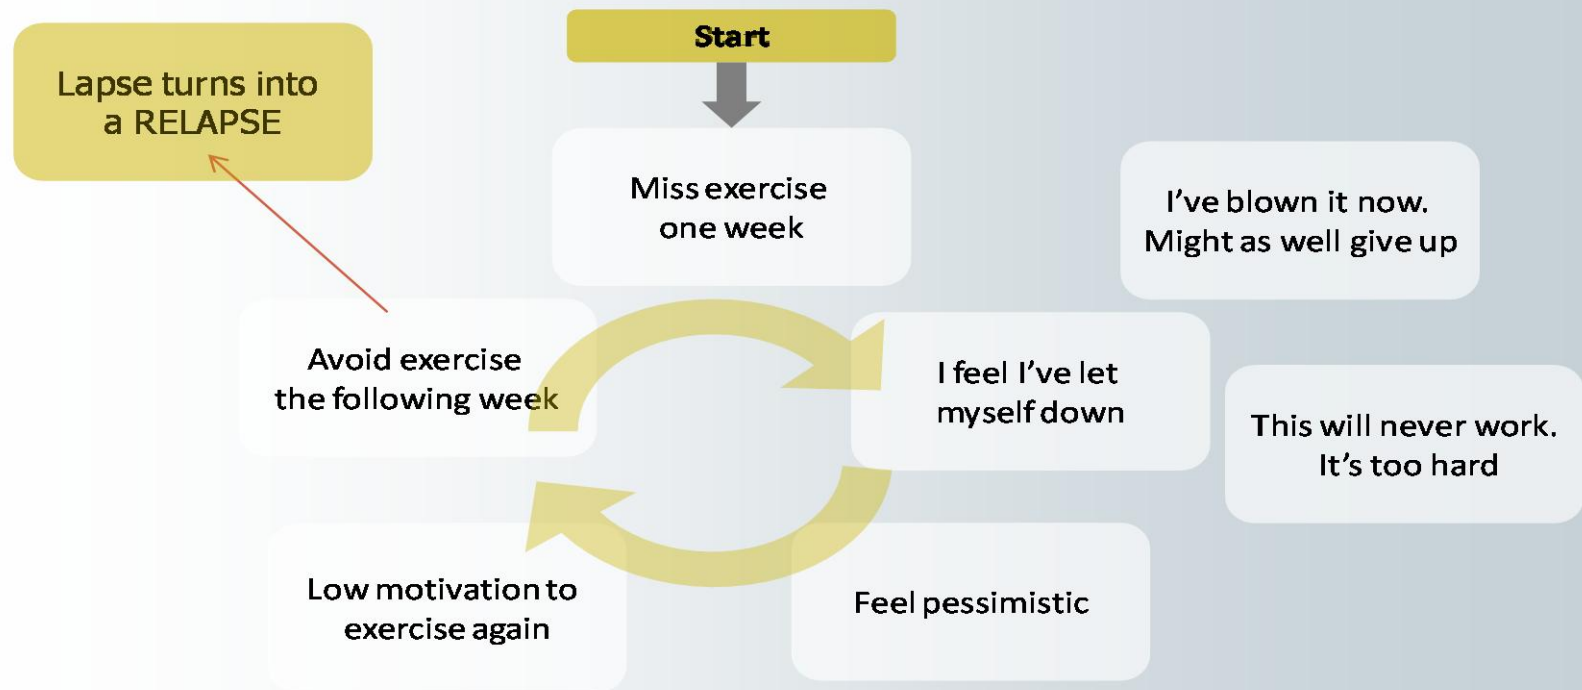 Start
Lapse turns into
a RELAPSE
Miss exercise
one week
I've blown it now.
Might as well give up
I feel I've let
myself down
This will never work.
It's too hard
Feel pessimistic
Low motivation to
exercise again
Avoid exercise
the following week